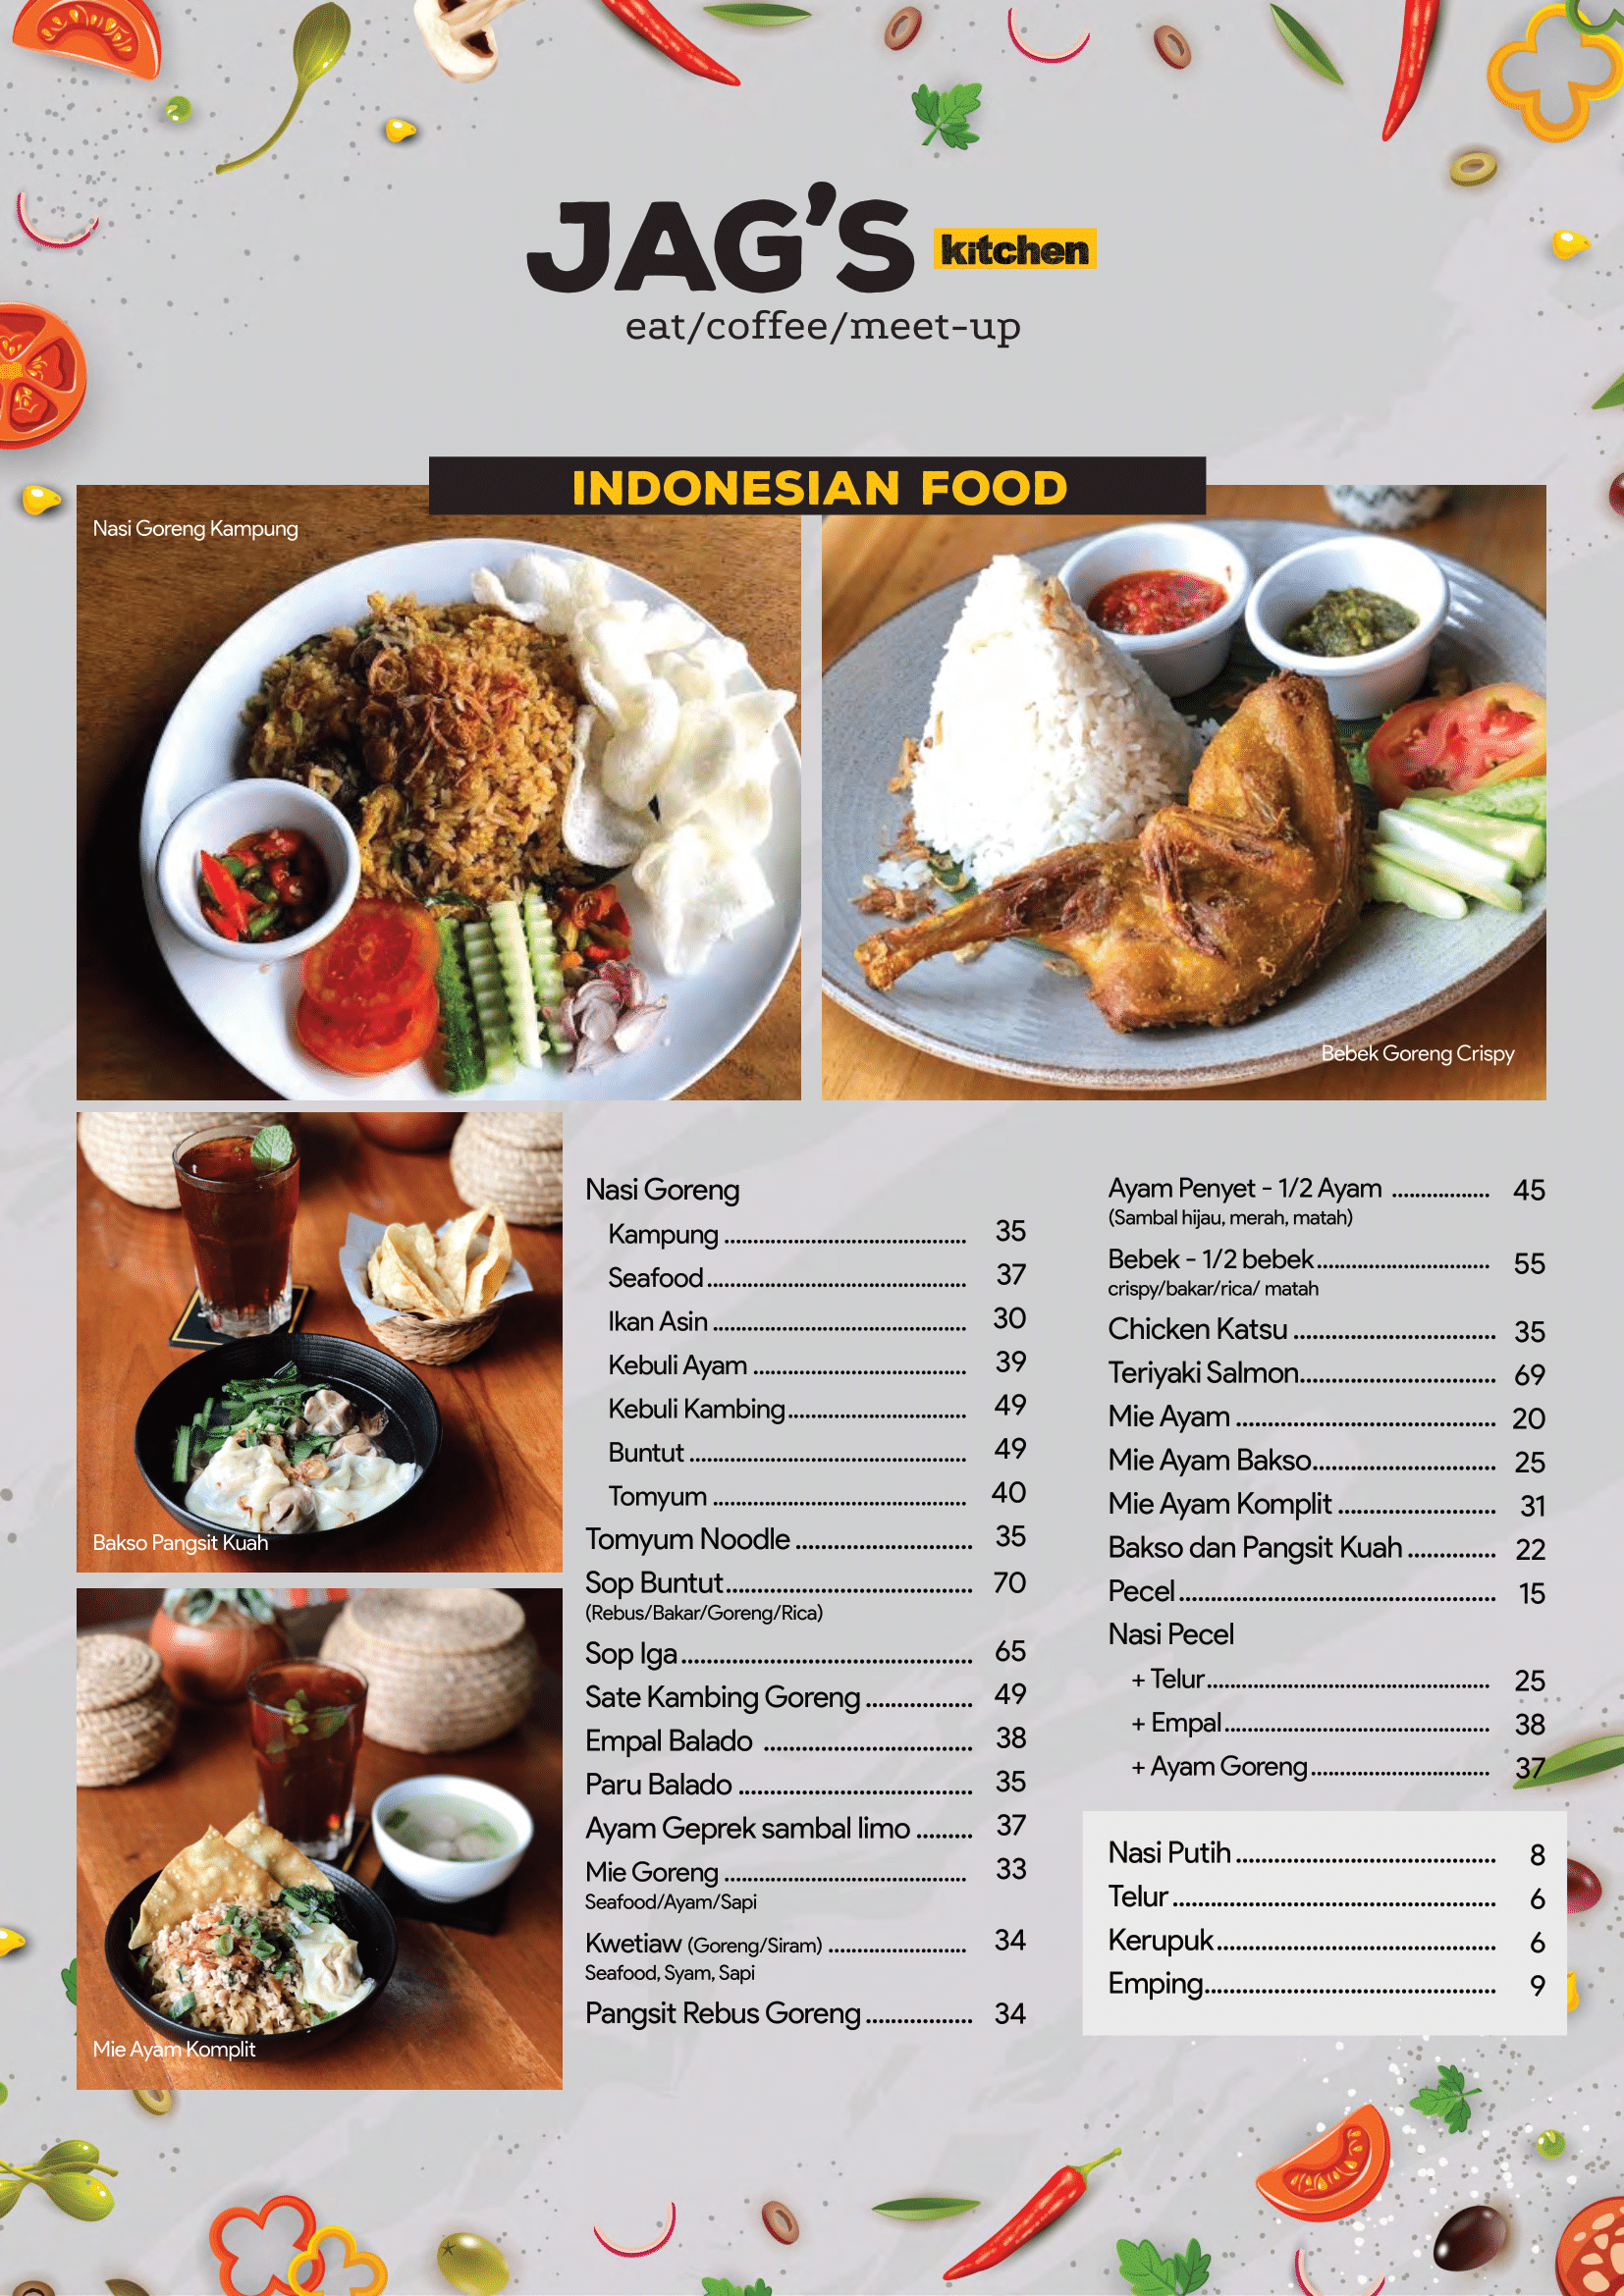 JAG'S kitchen
eat/coffee/meet-up
INDONESIAN FOOD
Nasi Goreng Kampung
Bebek Goreng Crispy
Bakso Pangsit Kuah
Mie Ayam Komplit
Nasi Goreng
Kampung ........................................ 35
Seafood ........................................ 37
Ikan Asin ........................................ 30
Kebuli Ayam .................................... 39
Kebuli Kambing ............................... 49
Buntut ........................................ 49
Tomyum ........................................ 40
Tomyum Noodle ............................... 35
Sop Buntut ........................................ 70
(Rebus/Bakar/Goreng/Rica)
Sop Iga ........................................ 65
Sate Kambing Goreng .................. 49
Empal Balado .................................. 38
Paru Balado ...................................... 35
Ayam Geprek sambal limo ......... 37
Mie Goreng ........................................ 33
Seafood/Ayam/Sapi
Kwetiaw (Goreng/Siram) ........................ 34
Seafood, Syam, Sapi
Pangsit Rebus Goreng .................. 34
Ayam Penyet - 1/2 Ayam ................. 45
(Sambal hijau, merah, matah)
Bebek - 1/2 bebek .............................. 55
crispy/bakar/rica/ matah
Chicken Katsu ................................... 35
Teriyaki Salmon .................................. 69
Mie Ayam ........................................ 20
Mie Ayam Bakso ................................ 25
Mie Ayam Komplit ........................... 31
Bakso dan Pangsit Kuah ............... 22
Pecel ........................................ 15
Nasi Pecel
+ Telur ........................................ 25
+ Empal ........................................ 38
+ Ayam Goreng ............................... 37
Nasi Putih ........................................ 8
Telur ........................................ 6
Kerupuk ........................................ 6
Emping ........................................ 9